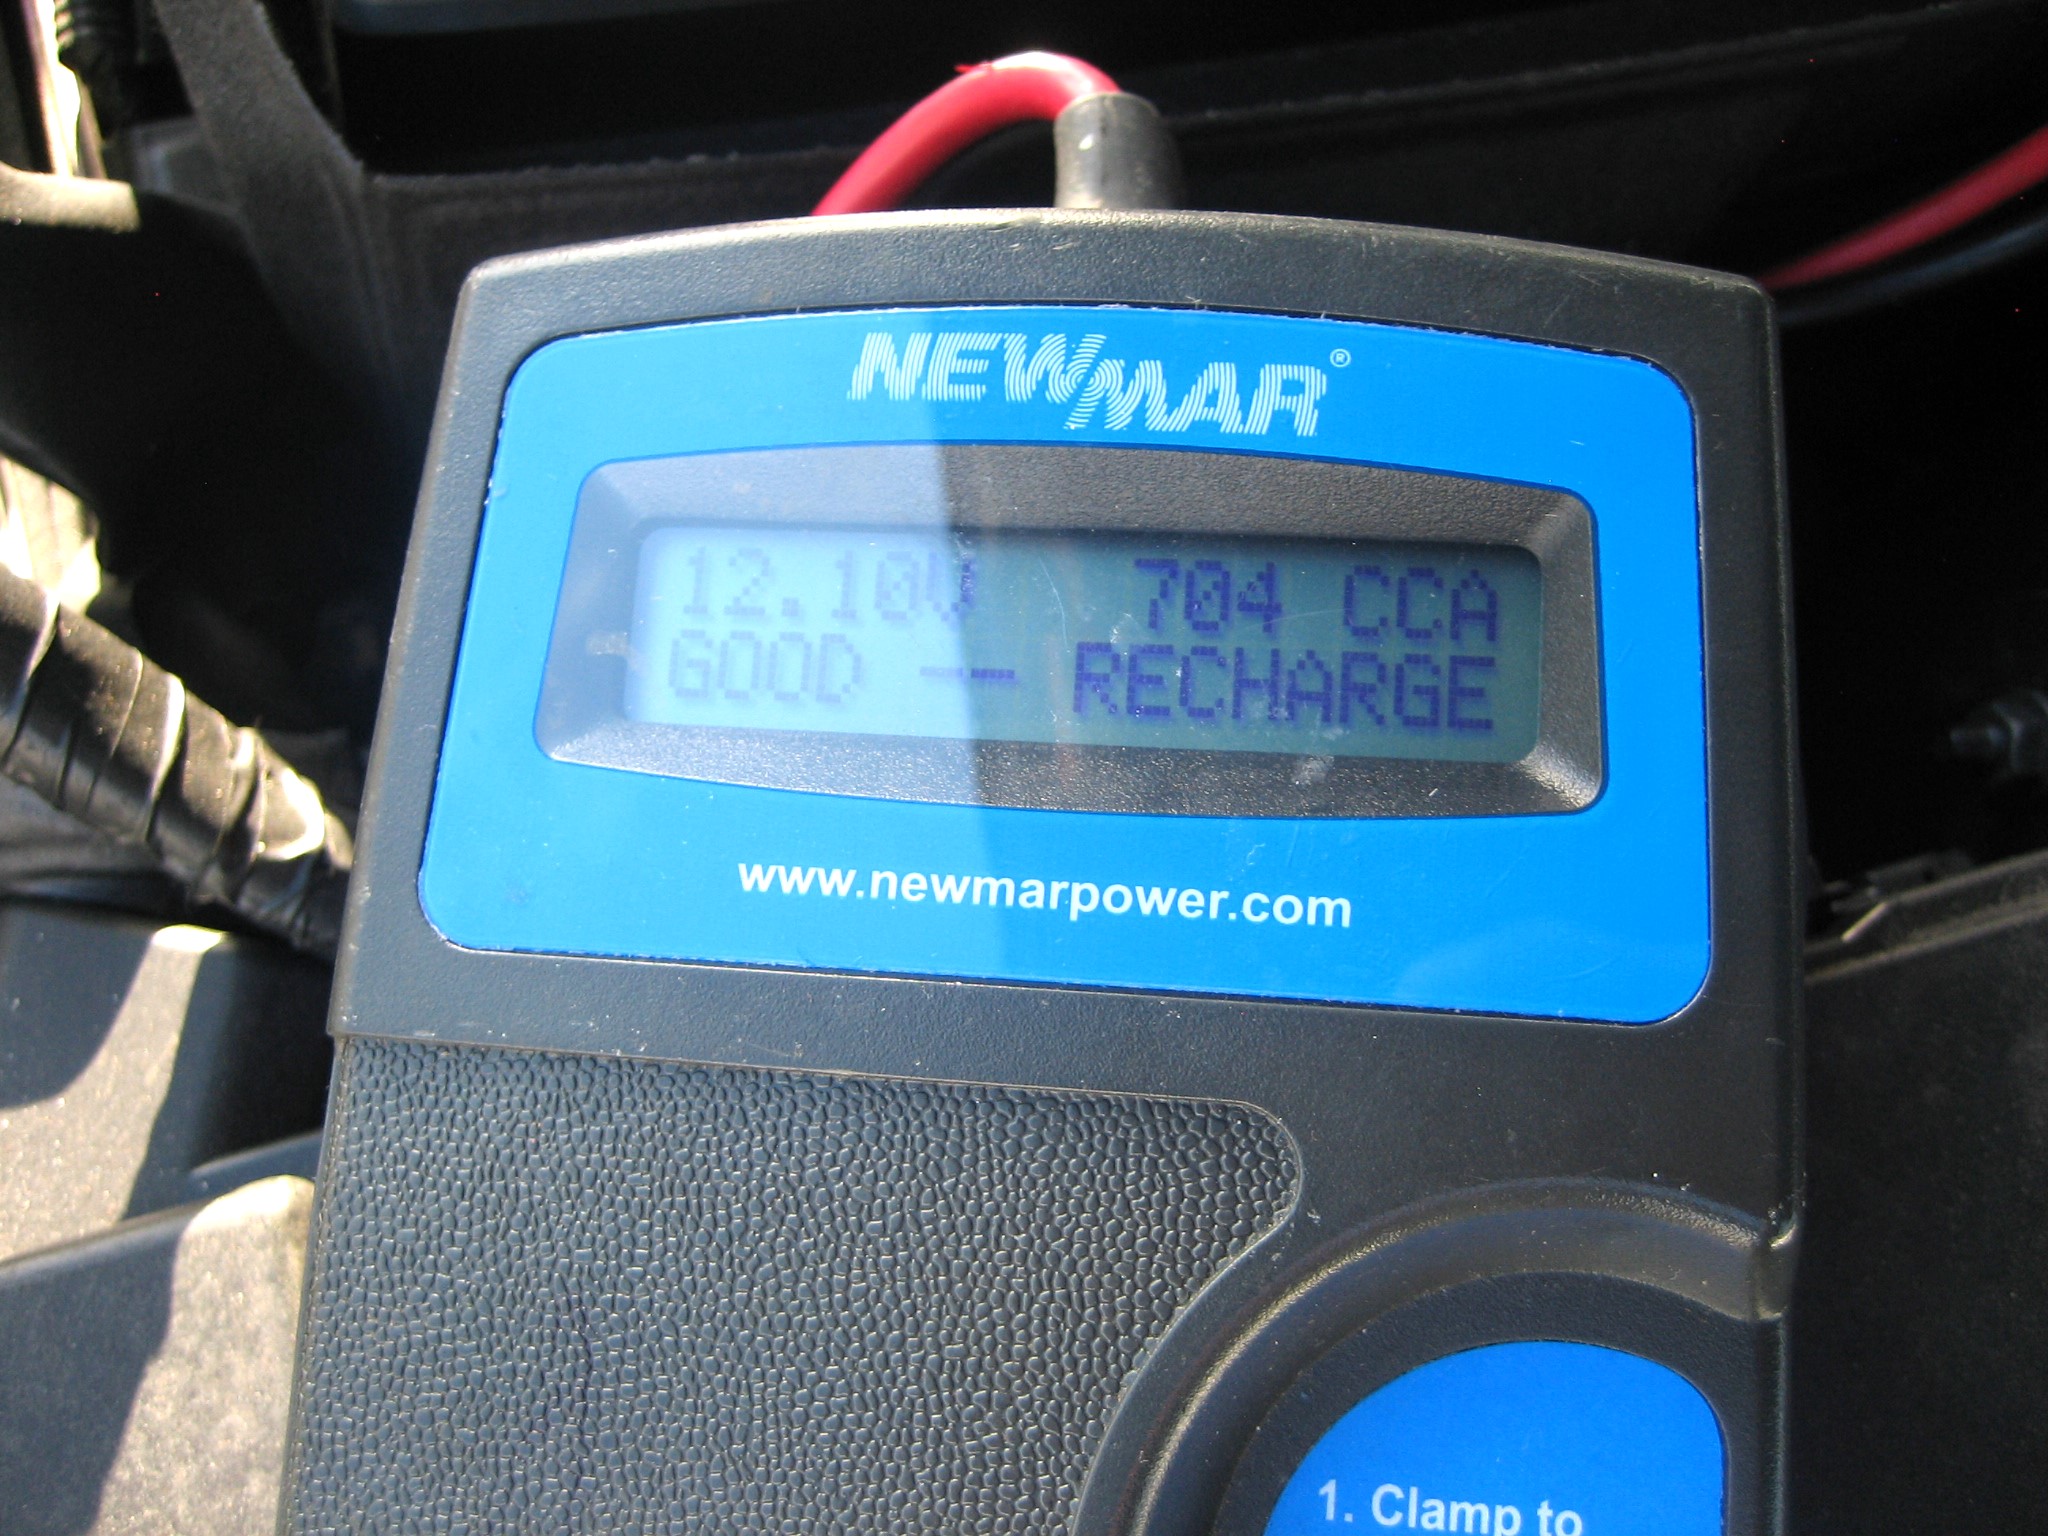 NEWMAR®
12.10V 704 CCA
GOOD -- RECHARGE
www.newmarpower.com
1. Clamp to